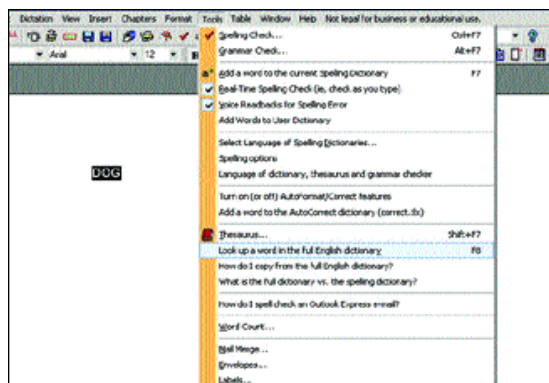 Dictation View Insert Chapters Format Tools Table Window Help Not legal for business or educational use.
Arial 12
Spelling Check... Ctrl+F7
Grammar Check... Alt+F7
Add a word to the current Spelling Dictionary F7
Real-Time Spelling Check (ie, check as you type)
Voice Readbacks for Spelling Error
Add Words to User Dictionary
Select Language of Spelling Dictionaries...
Spelling options
Language of dictionary, thesaurus and grammar checker
Turn on (or off) AutoFormat/Correct features
Add a word to the AutoCorrect dictionary (correct.tlx)
DOG
Thesaurus... Shift+F7
Look up a word in the full English dictionary F8
How do I copy from the full English dictionary?
What is the full dictionary vs. the spelling dictionary?
How do I spell check an Outlook Express e-mail?
Word Count...
Mail Merge...
Envelopes...
Labels...